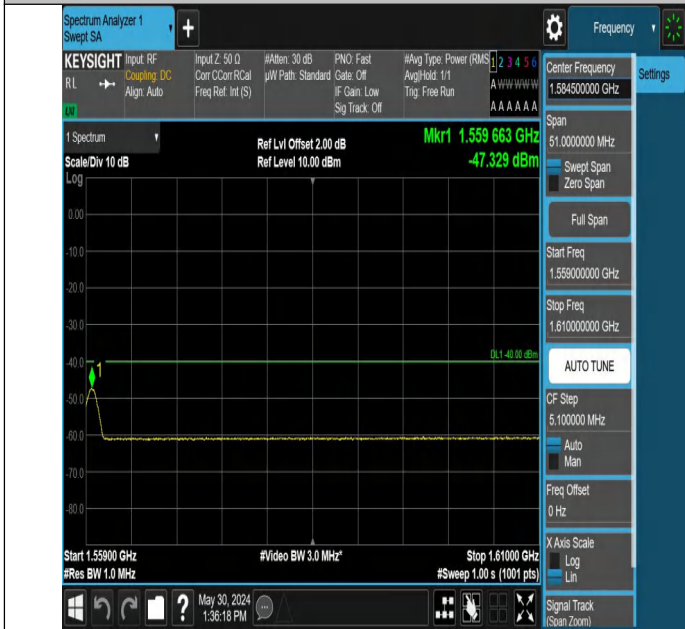 Spectrum Analyzer 1
Swept SA
+
Frequency
KEYSIGHT
RL
Input: RF
Coupling: DC
Align: Auto
Input Z: 50 Ω
Corr CCorr RCal
Freq Ref: Int (S)
#Atten: 30 dB
µW Path: Standard
PNO: Fast
Gate: Off
IF Gain: Low
Sig Track: Off
#Avg Type: Power (RMS
Avg|Hold: 1/1
Trig: Free Run
1 2 3 4 5 6
A W W W W W
A A A A A A
1 Spectrum
Scale/Div 10 dB
Log
Ref Lvl Offset 2.00 dB
Ref Level 10.00 dBm
Mkr1 1.559 663 GHz
-47.329 dBm
0.00
-10.0
-20.0
-30.0
-40.0
-50.0
-60.0
-70.0
-80.0
DL1 -40.00 dBm
1
Start 1.55900 GHz
#Res BW 1.0 MHz
#Video BW 3.0 MHz*
Stop 1.61000 GHz
#Sweep 1.00 s (1001 pts)
Center Frequency
1.584500000 GHz
Settings
Span
51.0000000 MHz
Swept Span
Zero Span
Full Span
Start Freq
1.559000000 GHz
Stop Freq
1.610000000 GHz
AUTO TUNE
CF Step
5.100000 MHz
Auto
Man
Freq Offset
0 Hz
X Axis Scale
Log
Lin
Signal Track
(Span Zoom)
?
May 30, 2024
1:36:18 PM